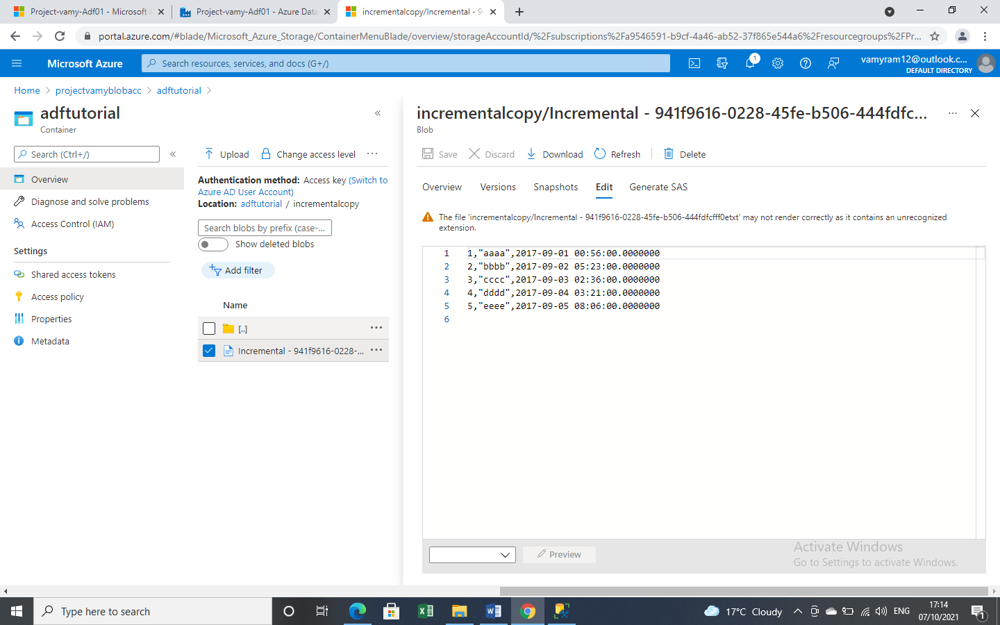 Project-vamy-Adf01 - Microsoft
Project-vamy-Adf01 - Azure Data
incrementalcopy/Incremental - 9
portal.azure.com/#blade/Microsoft_Azure_Storage/ContainerMenuBlade/overview/storageAccountId/%2Fsubscriptions%2Fa9546591-b9cf-4a46-ab52-37f865e544a6%2Fresourcegroups%2FPr...
Microsoft Azure
Search resources, services, and docs (G+/)
1
vamyram12@outlook.c...
DEFAULT DIRECTORY
Home > projectvamyblobacc > adftutorial >
adftutorial
Container
«
Search (Ctrl+/)
«
Overview
Diagnose and solve problems
Access Control (IAM)
Settings
Shared access tokens
Access policy
Properties
Metadata
Upload Change access level ...
Authentication method: Access key (Switch to
Azure AD User Account)
Location: adftutorial / incrementalcopy
Search blobs by prefix (case-...
Show deleted blobs
Add filter
Name
[..] ...
Incremental - 941f9616-0228-... ...
incrementalcopy/Incremental - 941f9616-0228-45fe-b506-444fdfc... ...
Blob
Save Discard Download Refresh Delete
Overview Versions Snapshots Edit Generate SAS
The file 'incrementalcopy/Incremental - 941f9616-0228-45fe-b506-444fdfcfff0etxt' may not render correctly as it contains an unrecognized
extension.
1 1,"aaaa",2017-09-01 00:56:00.0000000
2 2,"bbbb",2017-09-02 05:23:00.0000000
3 3,"cccc",2017-09-03 02:36:00.0000000
4 4,"dddd",2017-09-04 03:21:00.0000000
5 5,"eeee",2017-09-05 08:06:00.0000000
6
Preview
Activate Windows
Go to Settings to activate Windows.
Type here to search
17°C Cloudy
ENG
17:14
07/10/2021
1